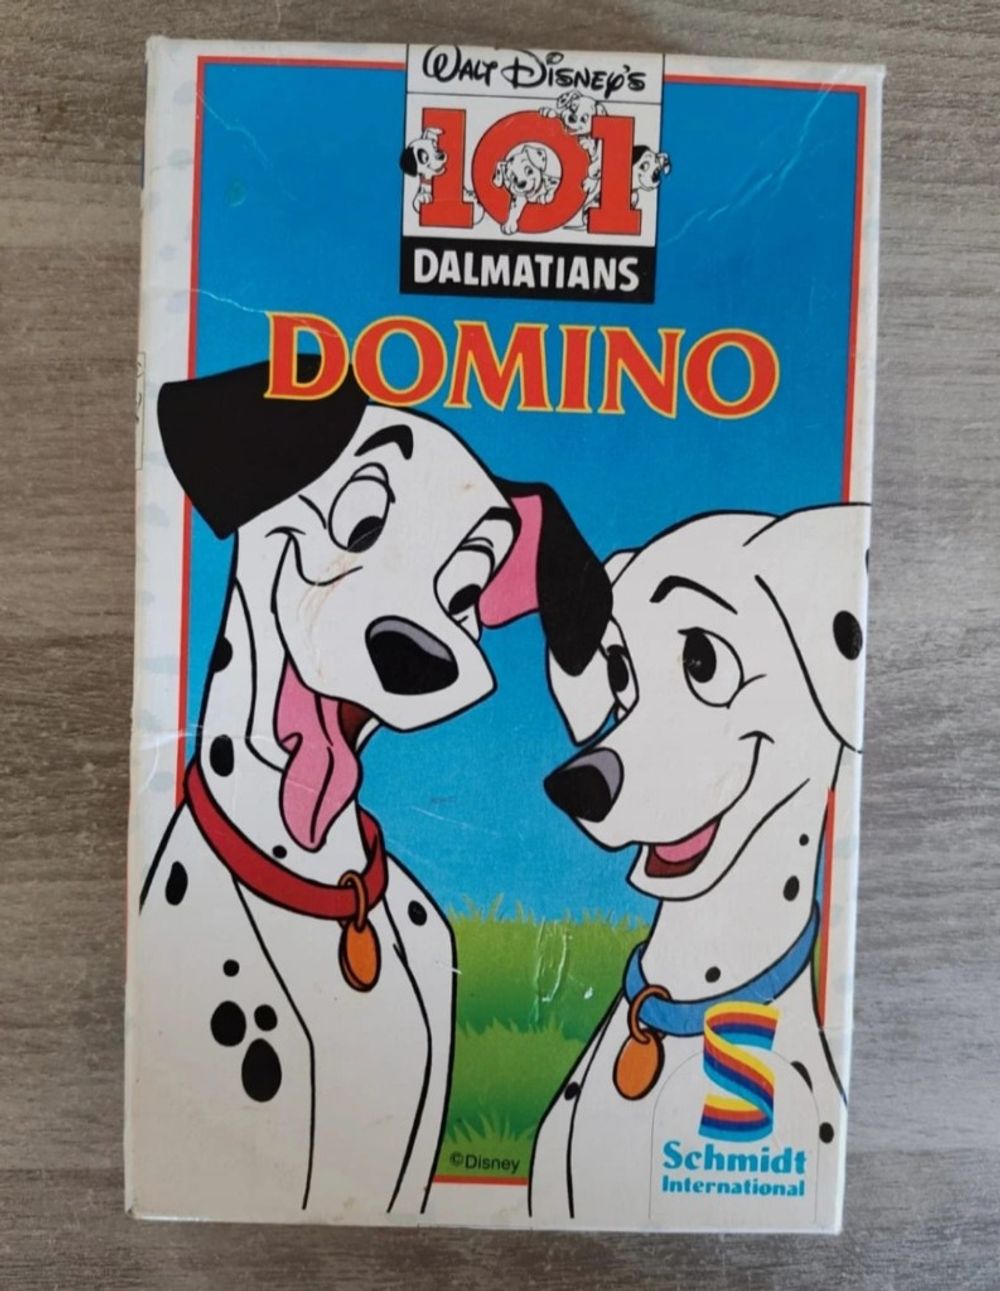 WALT DISNEY'S
101
DALMATIANS
DOMINO
©Disney
Schmidt
International